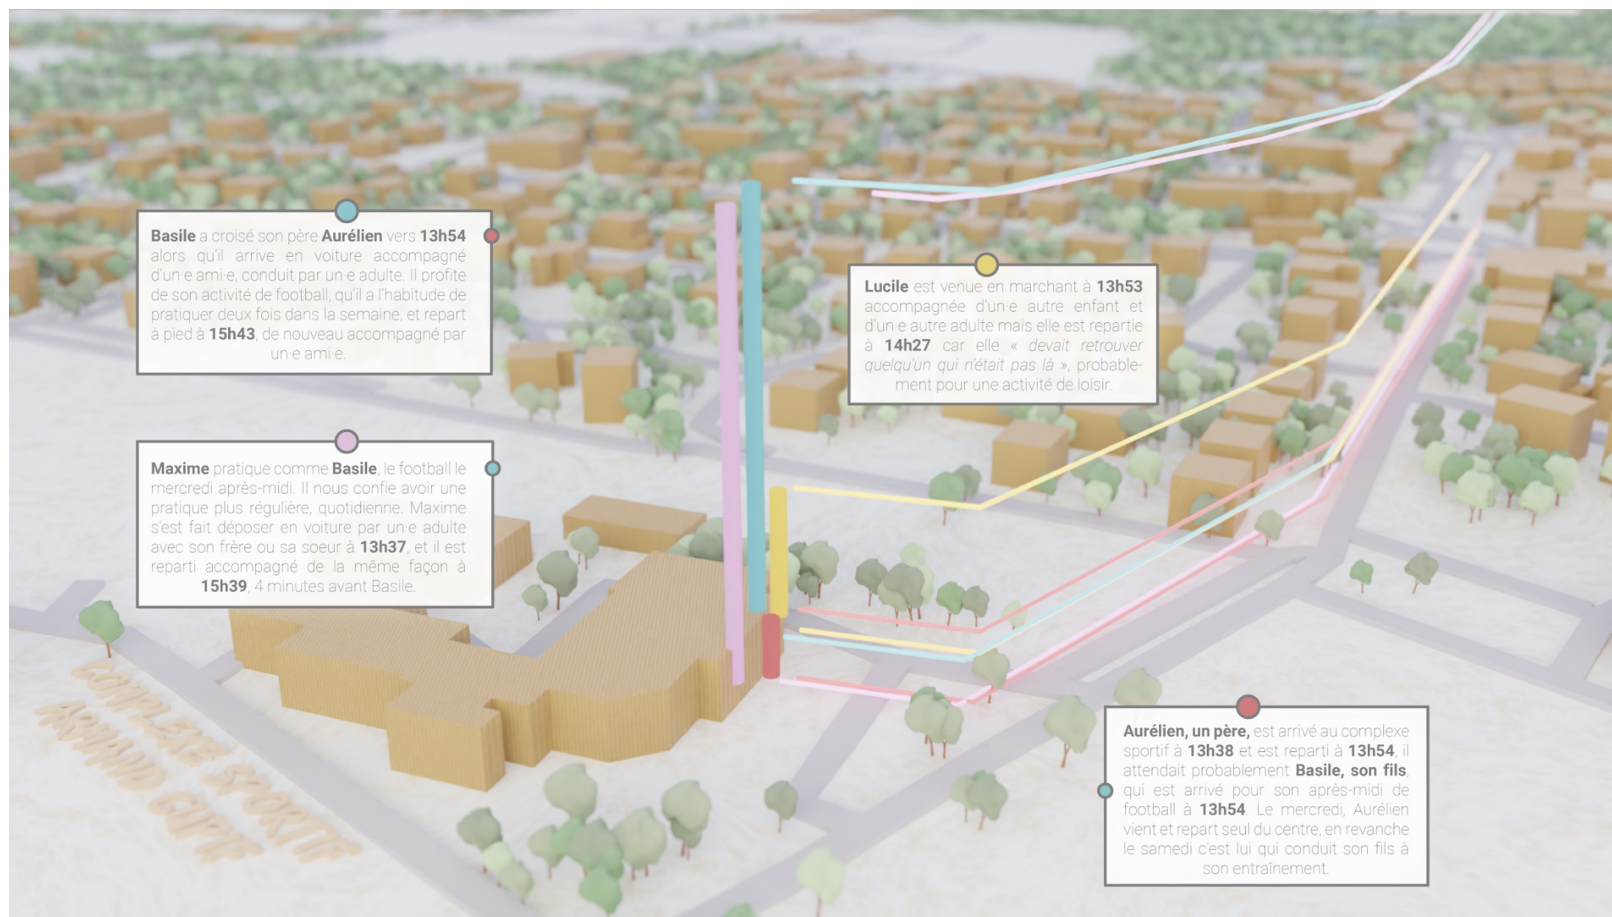 Basile a croisé son père Aurélien vers 13h54
alors qu'il arrive en voiture accompagné
d'un·e ami·e, conduit par un·e adulte. Il profite
de son activité de football, qu'il a l'habitude de
pratiquer deux fois dans la semaine, et repart
à pied à 15h43, de nouveau accompagné par
un·e ami·e.
Lucile est venue en marchant à 13h53
accompagnée d'un·e autre enfant et
d'un·e autre adulte mais elle est repartie
à 14h27 car elle « devait retrouver
quelqu'un qui n'était pas là », probable-
ment pour une activité de loisir.
Maxime pratique comme Basile, le football le
mercredi après-midi. Il nous confie avoir une
pratique plus régulière, quotidienne. Maxime
s'est fait déposer en voiture par un·e adulte
avec son frère ou sa soeur à 13h37, et il est
reparti accompagné de la même façon à
15h39, 4 minutes avant Basile.
COMPLEXE SPORTIF
ARMAND CAPIE
Aurélien, un père, est arrivé au complexe
sportif à 13h38 et est reparti à 13h54, il
attendait probablement Basile, son fils,
qui est arrivé pour son après-midi de
football à 13h54. Le mercredi, Aurélien
vient et repart seul du centre, en revanche
le samedi c'est lui qui conduit son fils à
son entraînement.